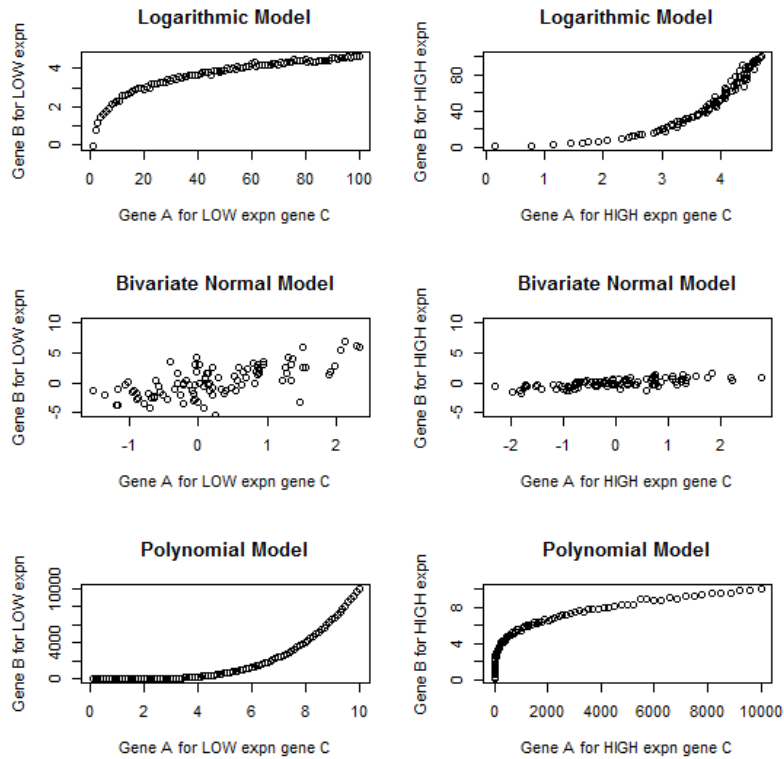 Logarithmic Model
Gene B for LOW expn
0 2 4
0 20 40 60 80 100
Gene A for LOW expn gene C
Logarithmic Model
Gene B for HIGH expn
0 40 80
0 1 2 3 4
Gene A for HIGH expn gene C
Bivariate Normal Model
Gene B for LOW expn
-5 0 5 10
-1 0 1 2
Gene A for LOW expn gene C
Bivariate Normal Model
Gene B for HIGH expn
-5 0 5 10
-2 -1 0 1 2
Gene A for HIGH expn gene C
Polynomial Model
Gene B for LOW expn
0 4000 10000
0 2 4 6 8 10
Gene A for LOW expn gene C
Polynomial Model
Gene B for HIGH expn
0 4 8
0 2000 4000 6000 8000 10000
Gene A for HIGH expn gene C